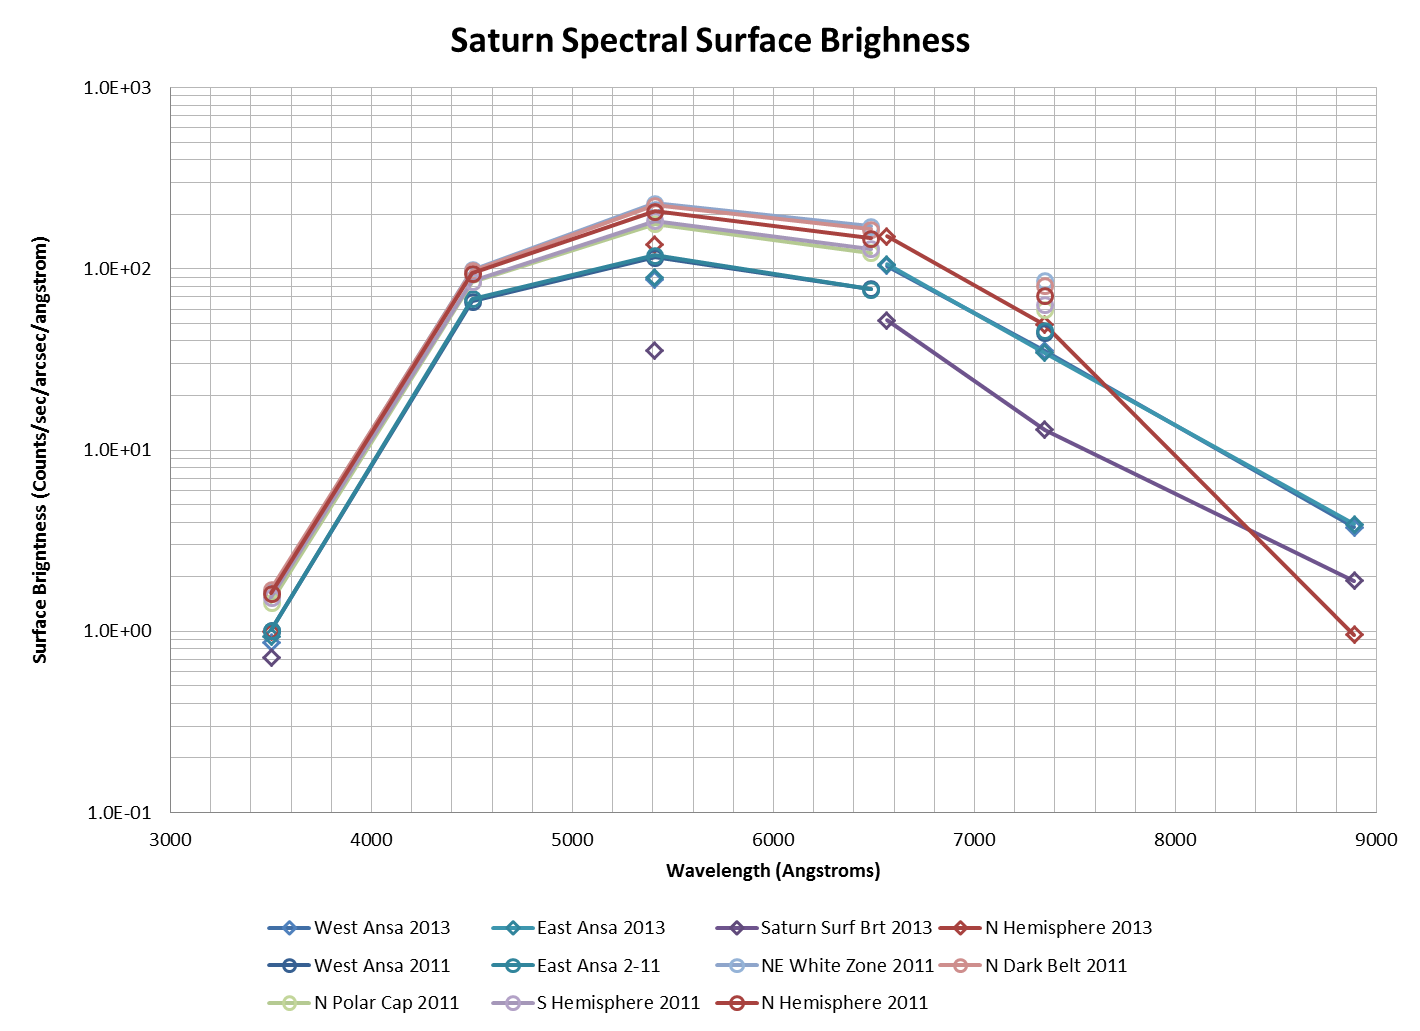 Saturn Spectral Surface Brighness
1.0E+03
1.0E+02
1.0E+01
1.0E+00
1.0E-01
Surface Brigntness (Counts/sec/arcsec/angstrom)
3000 4000 5000 6000 7000 8000 9000
Wavelength (Angstroms)
West Ansa 2013 East Ansa 2013 Saturn Surf Brt 2013 N Hemisphere 2013
West Ansa 2011 East Ansa 2-11 NE White Zone 2011 N Dark Belt 2011
N Polar Cap 2011 S Hemisphere 2011 N Hemisphere 2011